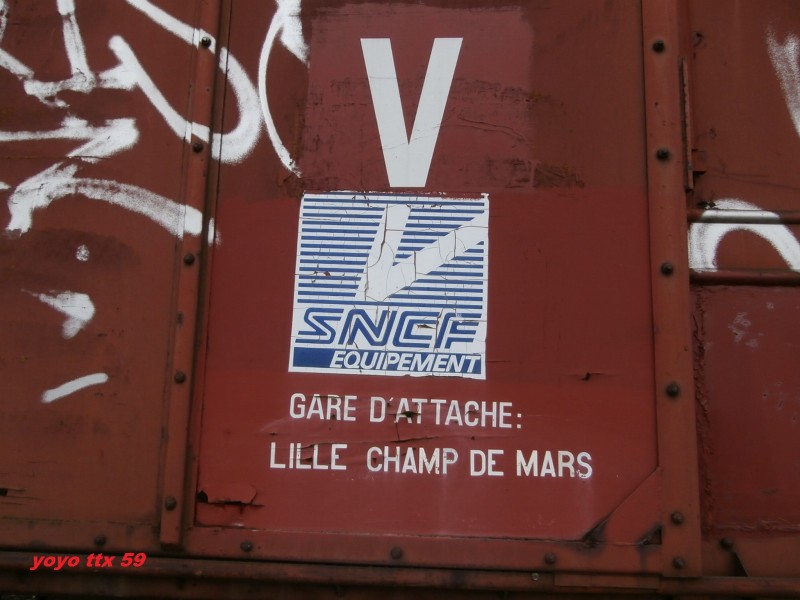 V
SNCF
EQUIPEMENT
GARE D'ATTACHE:
LILLE CHAMP DE MARS
yoyo ttx 59